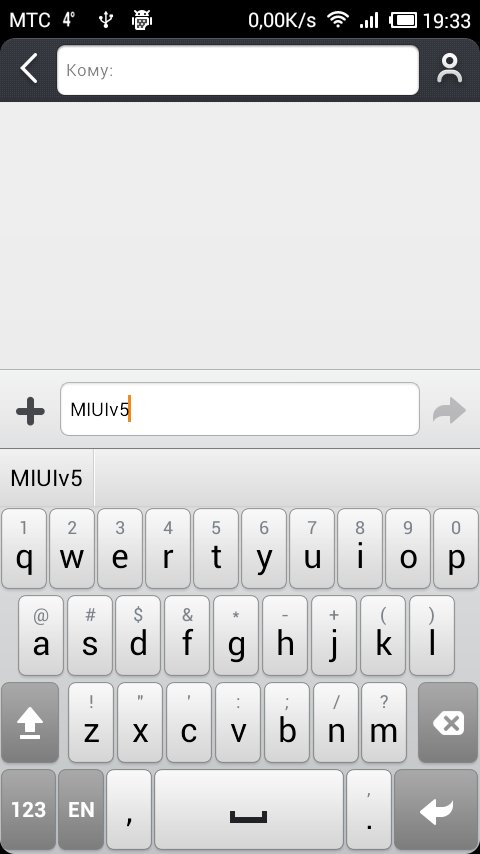 МТС 4° 0,00K/s 19:33
Кому:
MIUIv5
MIUIv5
1 2 3 4 5 6 7 8 9 0
q w e r t y u i o p
@ # $ & * - + ( )
a s d f g h j k l
! " ' : ; / ?
z x c v b n m
123 EN , , .